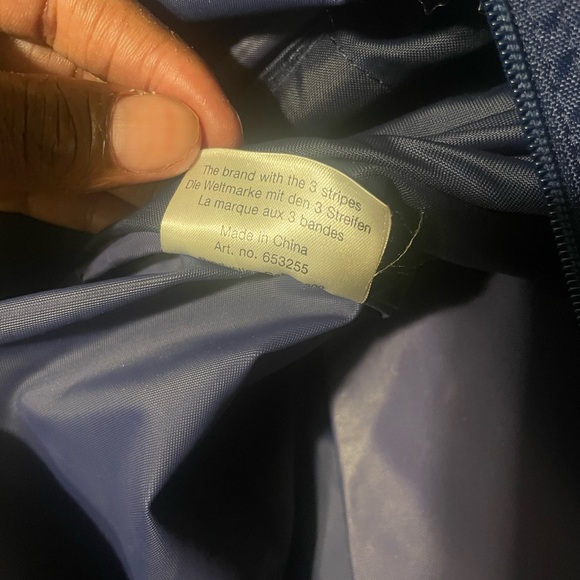 The brand with the 3 stripes
Die Weltmarke mit den 3 Streifen
La marque aux 3 bandes
Made in China
Art. no. 653255